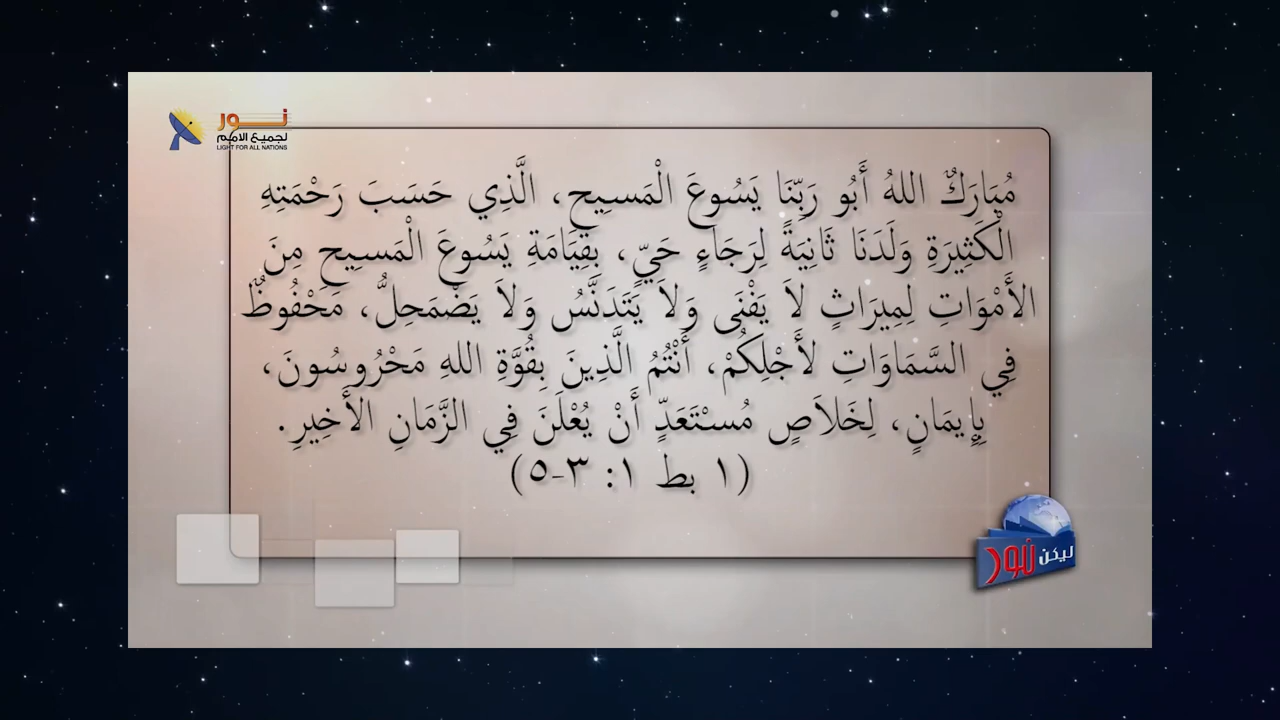 نور
لجميع الامم
LIGHT FOR ALL NATIONS
مُبَارَكٌ اللهُ أَبُو رَبِّنَا يَسُوعَ الْمَسِيحِ، الَّذِي حَسَبَ رَحْمَتِهِ
الْكَثِيرَةِ وَلَدَنَا ثَانِيَةً لِرَجَاءٍ حَيٍّ، بِقِيَامَةِ يَسُوعَ الْمَسِيحِ مِنَ
الأَمْوَاتِ لِمِيرَاثٍ لاَ يَفْنَى وَلاَ يَتَدَنَّسُ وَلاَ يَضْمَحِلُّ، مَحْفُوظٌ
فِي السَّمَاوَاتِ لأَجْلِكُمْ، أَنْتُمُ الَّذِينَ بِقُوَّةِ اللهِ مَحْرُوسُونَ،
بِإِيمَانٍ، لِخَلاَصٍ مُسْتَعَدٍّ أَنْ يُعْلَنَ فِي الزَّمَانِ الأَخِيرِ.
(١ بط ١: ٣-٥)
ليكن نور